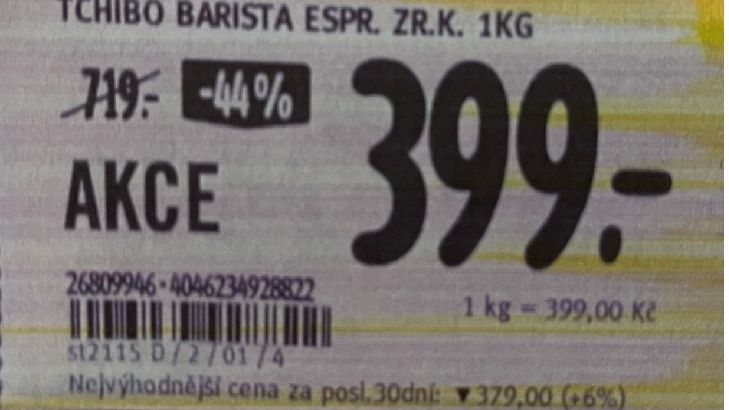 TCHIBO BARISTA ESPR. ZR.K. 1KG
719.- -44% 399.-
AKCE
26809946-4046234928822
1 kg = 399,00 Kč
st2115 D / 2 / 01 / 4
Nejvýhodnější cena za posl.30dní: ▼379,00 (+6%)